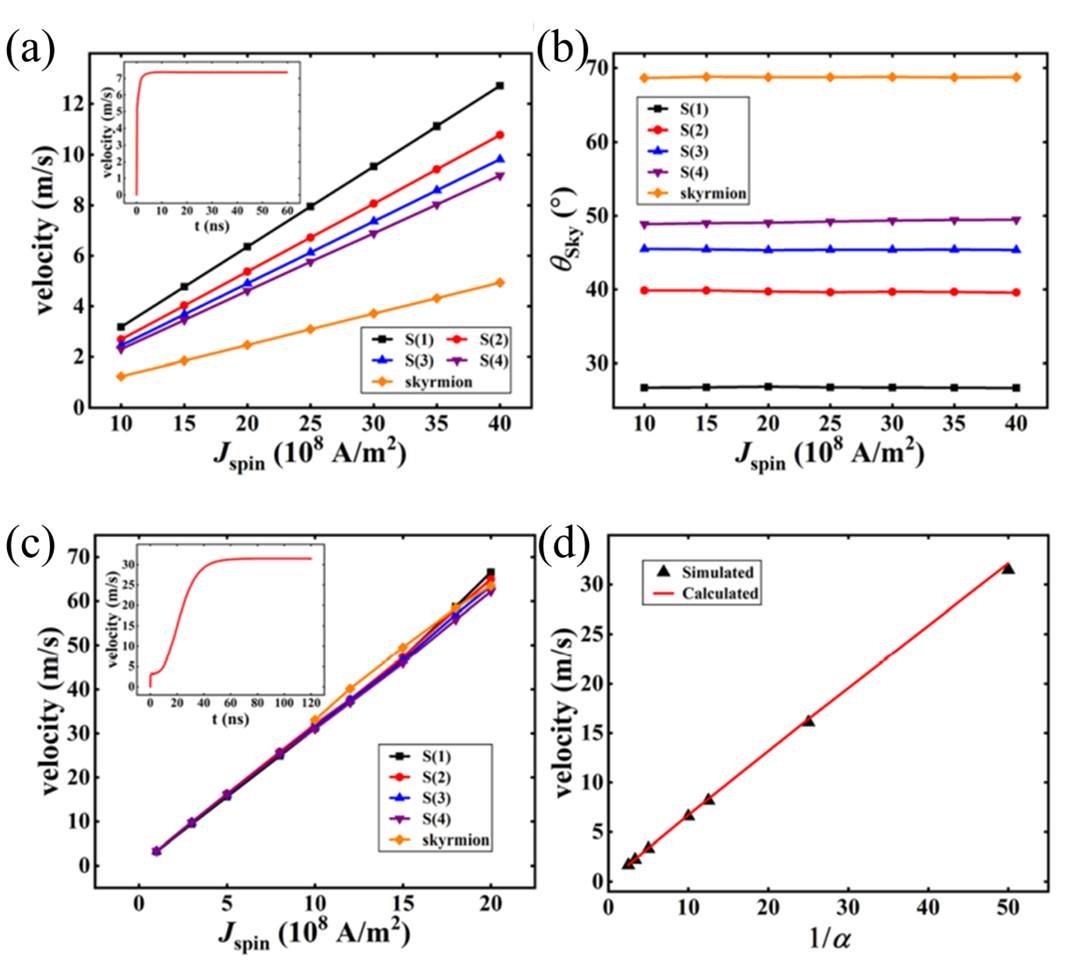 (a)
velocity (m/s)
12
10
8
6
4
2
0
10 15 20 25 30 35 40
J_spin (10^8 A/m^2)
velocity (m/s)
7
6
5
4
3
2
1
0
0 10 20 30 40 50 60
t (ns)
S(1) S(2)
S(3) S(4)
skyrmion
(b)
θ_Sky (°)
70
60
50
40
30
10 15 20 25 30 35 40
J_spin (10^8 A/m^2)
S(1)
S(2)
S(3)
S(4)
skyrmion
(c)
velocity (m/s)
70
60
50
40
30
20
10
0
0 5 10 15 20
J_spin (10^8 A/m^2)
velocity (m/s)
30
25
20
15
10
5
0
0 20 40 60 80 100 120
t (ns)
S(1)
S(2)
S(3)
S(4)
skyrmion
(d)
velocity (m/s)
30
25
20
15
10
5
0
0 10 20 30 40 50
1/α
Simulated
Calculated